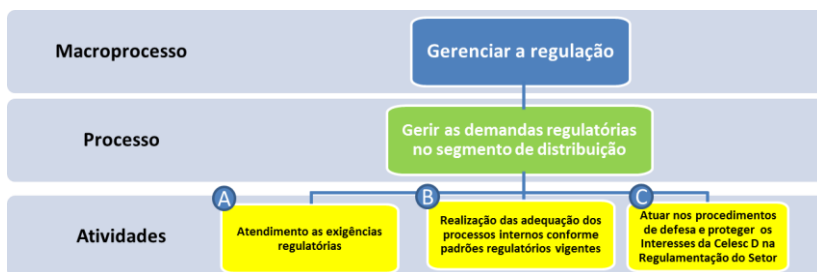 Macroprocesso
Gerenciar a regulação
Processo
Gerir as demandas regulatórias
no segmento de distribuição
Atividades
A
Atendimento as exigências
regulatórias
B
Realização das adequação dos
processos internos conforme
padrões regulatórios vigentes
C
Atuar nos procedimentos
de defesa e proteger os
Interesses da Celesc D na
Regulamentação do Setor